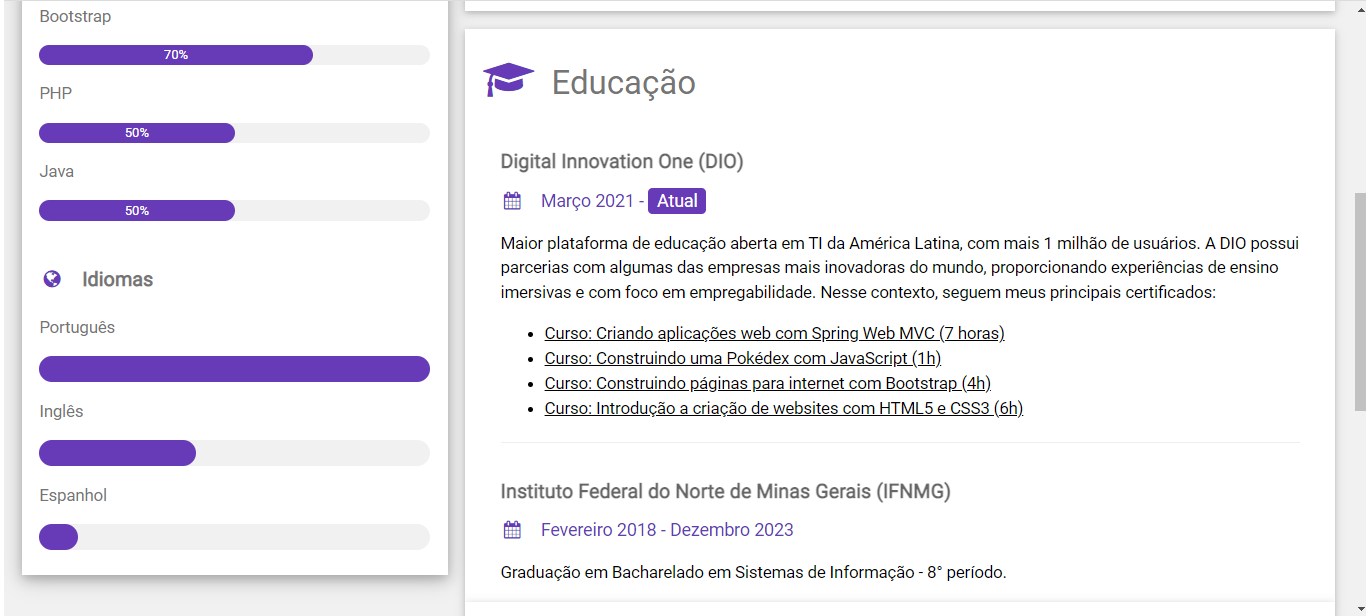 Bootstrap
70%
PHP
50%
Java
50%
Idiomas
Português
Inglês
Espanhol
Educação
Digital Innovation One (DIO)
Março 2021 - Atual
Maior plataforma de educação aberta em TI da América Latina, com mais 1 milhão de usuários. A DIO possui
parcerias com algumas das empresas mais inovadoras do mundo, proporcionando experiências de ensino
imersivas e com foco em empregabilidade. Nesse contexto, seguem meus principais certificados:
• Curso: Criando aplicações web com Spring Web MVC (7 horas)
• Curso: Construindo uma Pokédex com JavaScript (1h)
• Curso: Construindo páginas para internet com Bootstrap (4h)
• Curso: Introdução a criação de websites com HTML5 e CSS3 (6h)
Instituto Federal do Norte de Minas Gerais (IFNMG)
Fevereiro 2018 - Dezembro 2023
Graduação em Bacharelado em Sistemas de Informação - 8° período.